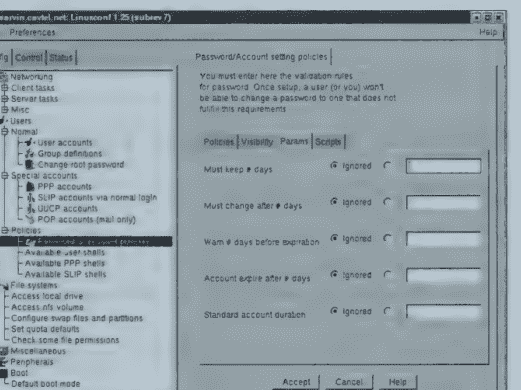 servin.cavtel.net: Linuxconf 1.25 (subrev 7)
Preferences
Help
fig Control Status
Networking
Client tasks
Server tasks
Misc
Users
Normal
User accounts
Group definitions
Change root password
Special accounts
PPP accounts
SLIP accounts via normal login
UUCP accounts
POP accounts (mail only)
Policies
Available user shells
Available PPP shells
Available SLIP shells
File systems
Access local drive
Access nfs volume
Configure swap files and partitions
Set quota defaults
Check some file permissions
Miscellaneous
Peripherals
Boot
Default boot mode
Password/Account setting policies
You must enter here the validation rules
for password. Once setup, a user (or you) won't
be able to change a password to one that does not
fulfill this requirements
Policies Visibility Params Scripts
Must keep # days Ignored
Must change after # days Ignored
Warn # days before expiration Ignored
Account expire after # days Ignored
Standard account duration Ignored
Accept Cancel Help